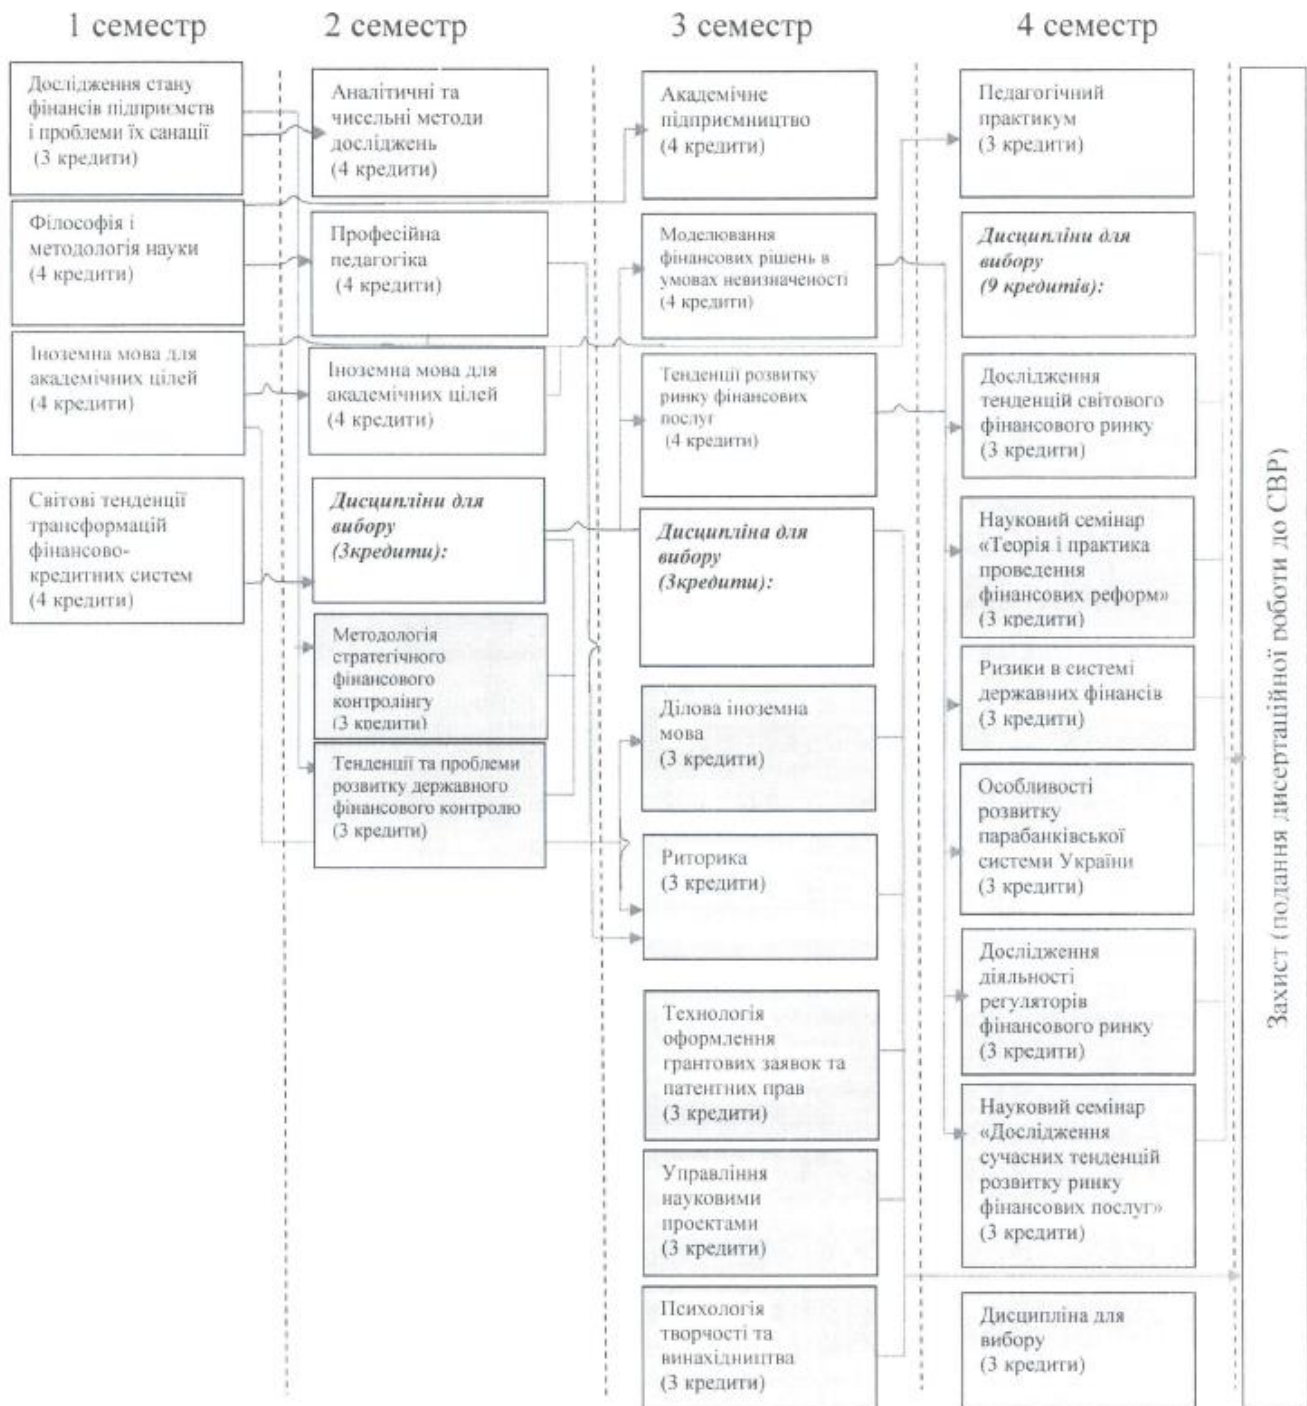 1 семестр
Дослідження стану
фінансів підприємств
і проблеми їх санації
(3 кредити)
Філософія і
методологія науки
(4 кредити)
Іноземна мова для
академічних цілей
(4 кредити)
Світові тенденції
трансформацій
фінансово-
кредитних систем
(4 кредити)
2 семестр
Аналітичні та
чисельні методи
досліджень
(4 кредити)
Професійна
педагогіка
(4 кредити)
Іноземна мова для
академічних цілей
(4 кредити)
Дисципліни для
вибору
(3кредити):
Методологія
стратегічного
фінансового
контролінгу
(3 кредити)
Тенденції та проблеми
розвитку державного
фінансового контролю
(3 кредити)
3 семестр
Академічне
підприємництво
(4 кредити)
Моделювання
фінансових рішень в
умовах невизначеності
(4 кредити)
Тенденції розвитку
ринку фінансових
послуг
(4 кредити)
Дисципліна для
вибору
(3кредити):
Ділова іноземна
мова
(3 кредити)
Риторика
(3 кредити)
Технологія
оформлення
грантових заявок та
патентних прав
(3 кредити)
Управління
науковими
проектами
(3 кредити)
Психологія
творчості та
винахідництва
(3 кредити)
4 семестр
Педагогічний
практикум
(3 кредити)
Дисципліни для
вибору
(9 кредитів):
Дослідження
тенденцій світового
фінансового ринку
(3 кредити)
Науковий семінар
«Теорія і практика
проведення
фінансових реформ»
(3 кредити)
Ризики в системі
державних фінансів
(3 кредити)
Особливості
розвитку
парабанківської
системи України
(3 кредити)
Дослідження
діяльності
регуляторів
фінансового ринку
(3 кредити)
Науковий семінар
«Дослідження
сучасних тенденцій
розвитку ринку
фінансових послуг»
(3 кредити)
Дисципліна для
вибору
(3 кредити)
Захист (подання дисертаційної роботи до СВР)